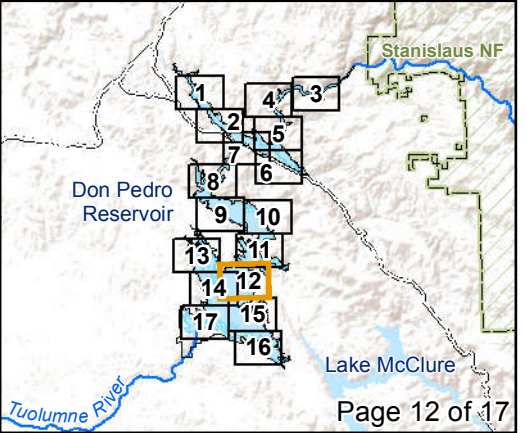 Stanislaus NF
1
4
3
2
5
7
6
8
Don Pedro
Reservoir
9
10
11
13
12
14
15
17
16
Lake McClure
Tuolumne River
Page 12 of 17